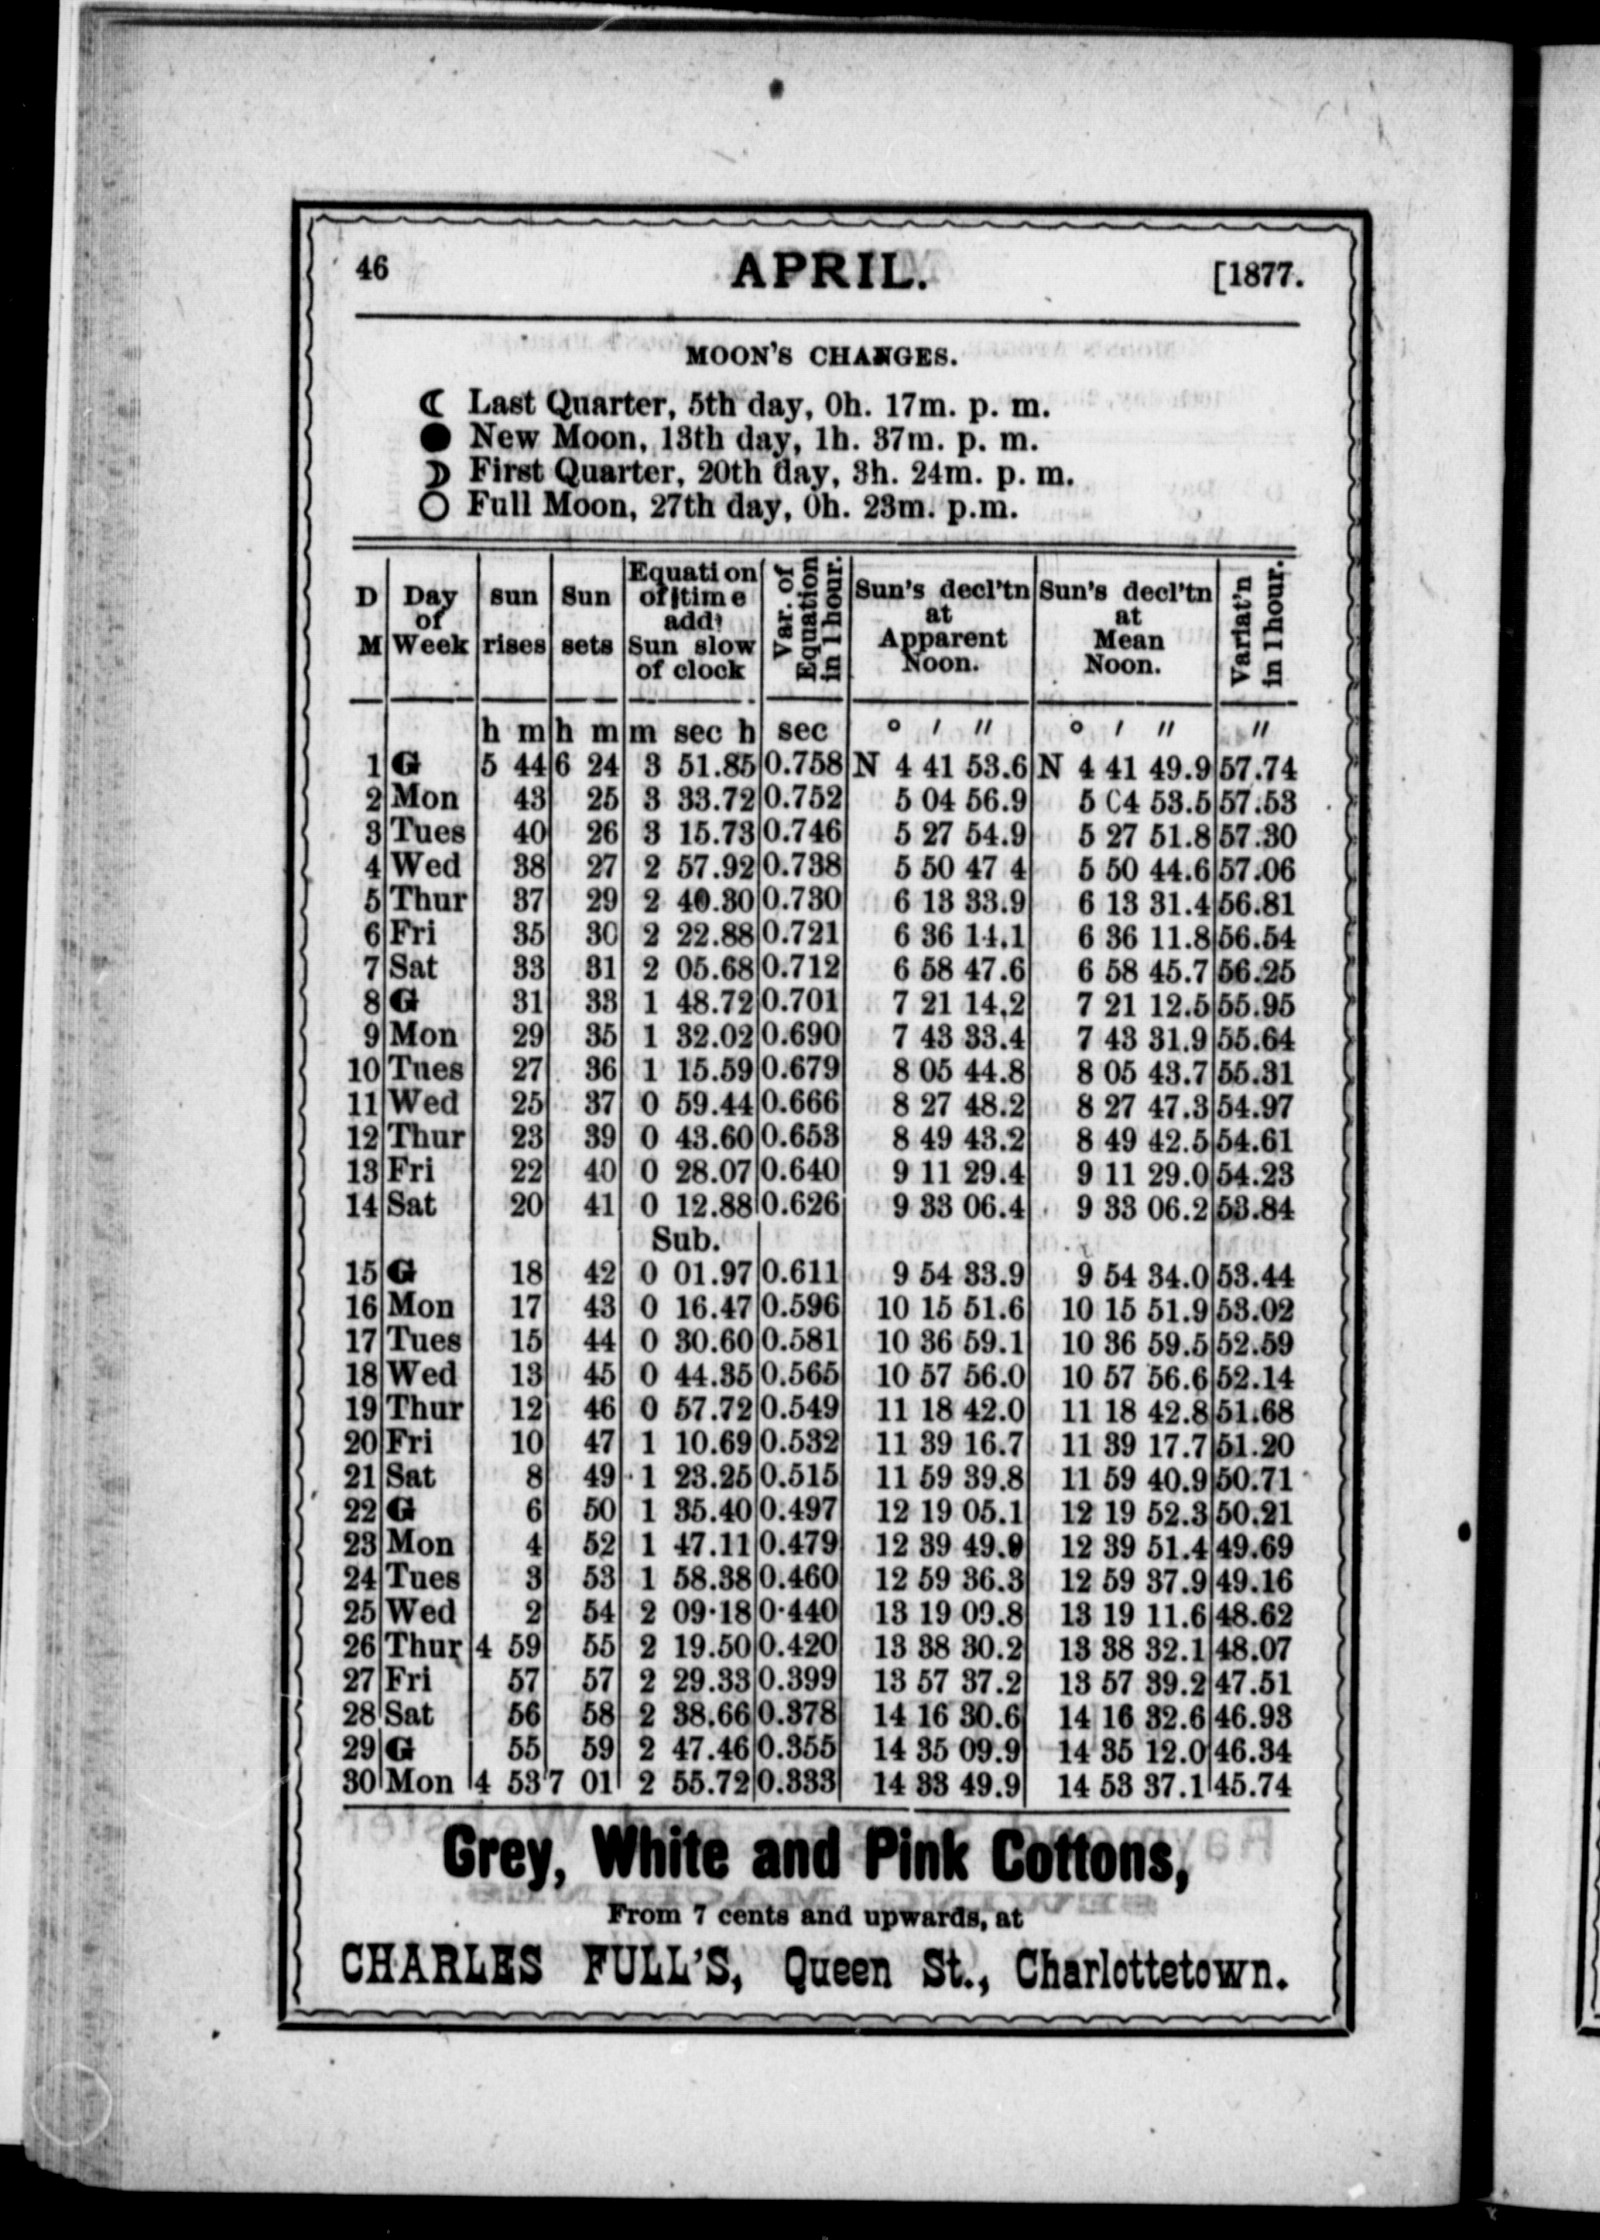 46 APRIL. [1877.
MOON'S CHANGES.
☾ Last Quarter, 5th day, 0h. 17m. p. m.
● New Moon, 13th day, 1h. 37m. p. m.
☽ First Quarter, 20th day, 3h. 24m. p. m.
○ Full Moon, 27th day, 0h. 23m. p.m.
D M Day of Week sun rises Sun sets Equation of time add Sun slow of clock Var. of Equation in 1 hour. Sun's decl'tn at Apparent Noon. Sun's decl'tn at Mean Noon. Variat'n in 1 hour.
h m h m m sec h sec ° ′ ″ ° ′ ″ ″
1 G 5 44 6 24 3 51.85 0.758 N 4 41 53.6 N 4 41 49.9 57.74
2 Mon 43 25 3 33.72 0.752 5 04 56.9 5 C4 53.5 57.53
3 Tues 40 26 3 15.73 0.746 5 27 54.9 5 27 51.8 57.30
4 Wed 38 27 2 57.92 0.738 5 50 47 4 5 50 44.6 57.06
5 Thur 37 29 2 40.30 0.730 6 13 33.9 6 13 31.4 56.81
6 Fri 35 30 2 22.88 0.721 6 36 14.1 6 36 11.8 56.54
7 Sat 33 31 2 05.68 0.712 6 58 47.6 6 58 45.7 56.25
8 G 31 33 1 48.72 0.701 7 21 14.2 7 21 12.5 55.95
9 Mon 29 35 1 32.02 0.690 7 43 33.4 7 43 31.9 55.64
10 Tues 27 36 1 15.59 0.679 8 05 44.8 8 05 43.7 55.31
11 Wed 25 37 0 59.44 0.666 8 27 48.2 8 27 47.3 54.97
12 Thur 23 39 0 43.60 0.653 8 49 43.2 8 49 42.5 54.61
13 Fri 22 40 0 28.07 0.640 9 11 29.4 9 11 29.0 54.23
14 Sat 20 41 0 12.88 0.626 9 33 06.4 9 33 06.2 53.84
Sub.
15 G 18 42 0 01.97 0.611 9 54 33.9 9 54 34.0 53.44
16 Mon 17 43 0 16.47 0.596 10 15 51.6 10 15 51.9 53.02
17 Tues 15 44 0 30.60 0.581 10 36 59.1 10 36 59.5 52.59
18 Wed 13 45 0 44.35 0.565 10 57 56.0 10 57 56.6 52.14
19 Thur 12 46 0 57.72 0.549 11 18 42.0 11 18 42.8 51.68
20 Fri 10 47 1 10.69 0.532 11 39 16.7 11 39 17.7 51.20
21 Sat 8 49 1 23.25 0.515 11 59 39.8 11 59 40.9 50.71
22 G 6 50 1 35.40 0.497 12 19 05.1 12 19 52.3 50.21
23 Mon 4 52 1 47.11 0.479 12 39 49.9 12 39 51.4 49.69
24 Tues 3 53 1 58.38 0.460 12 59 36.3 12 59 37.9 49.16
25 Wed 2 54 2 09·18 0·440 13 19 09.8 13 19 11.6 48.62
26 Thur 4 59 55 2 19.50 0.420 13 38 30.2 13 38 32.1 48.07
27 Fri 57 57 2 29.33 0.399 13 57 37.2 13 57 39.2 47.51
28 Sat 56 58 2 38.66 0.378 14 16 30.6 14 16 32.6 46.93
29 G 55 59 2 47.46 0.355 14 35 09.9 14 35 12.0 46.34
30 Mon 4 53 7 01 2 55.72 0.333 14 33 49.9 14 53 37.1 45.74
Grey, White and Pink Cottons,
From 7 cents and upwards, at
CHARLES FULL'S, Queen St., Charlottetown.